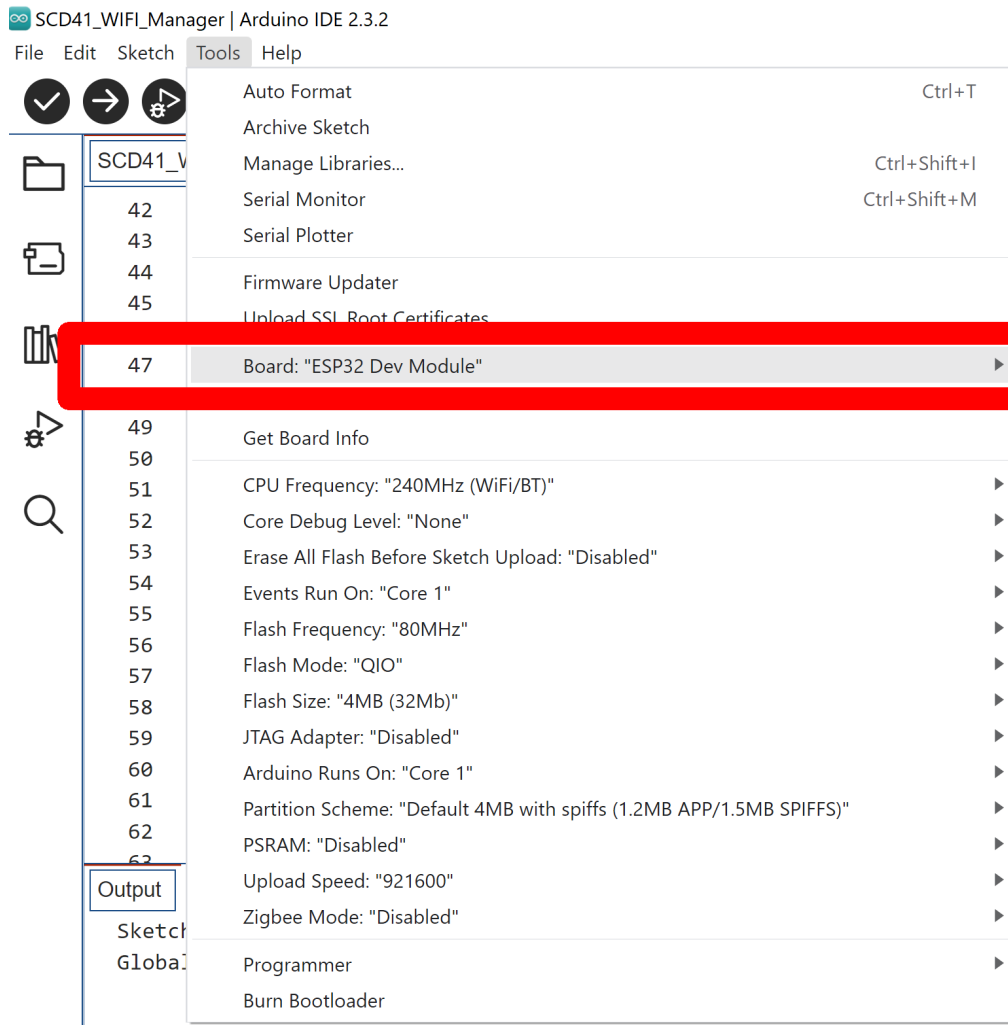 SCD41_WIFI_Manager | Arduino IDE 2.3.2
File Edit Sketch Tools Help
Auto Format Ctrl+T
Archive Sketch
Manage Libraries... Ctrl+Shift+I
Serial Monitor Ctrl+Shift+M
Serial Plotter
Firmware Updater
Upload SSL Root Certificates
Board: "ESP32 Dev Module"
Get Board Info
CPU Frequency: "240MHz (WiFi/BT)"
Core Debug Level: "None"
Erase All Flash Before Sketch Upload: "Disabled"
Events Run On: "Core 1"
Flash Frequency: "80MHz"
Flash Mode: "QIO"
Flash Size: "4MB (32Mb)"
JTAG Adapter: "Disabled"
Arduino Runs On: "Core 1"
Partition Scheme: "Default 4MB with spiffs (1.2MB APP/1.5MB SPIFFS)"
PSRAM: "Disabled"
Upload Speed: "921600"
Zigbee Mode: "Disabled"
Programmer
Burn Bootloader
SCD41_W
42
43
44
45
47
49
50
51
52
53
54
55
56
57
58
59
60
61
62
63
Output
Sketch
Global